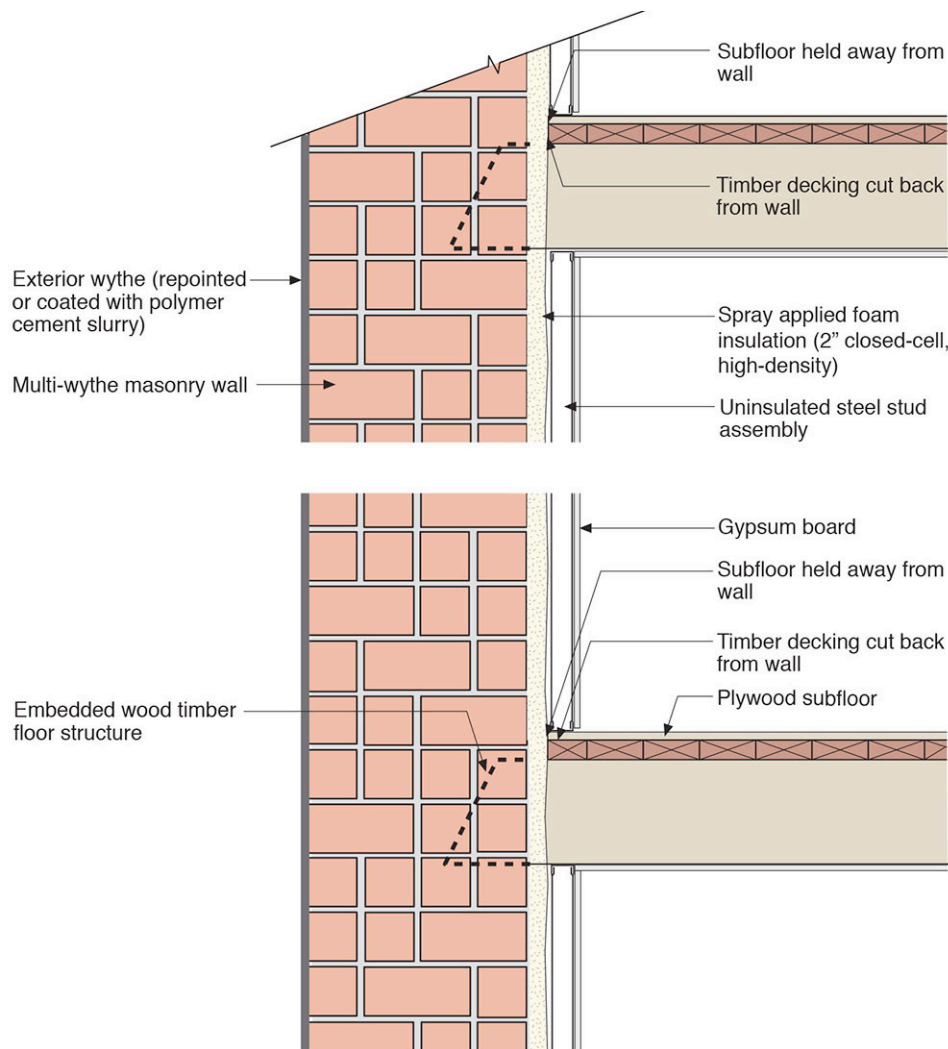 Subfloor held away from
wall
Timber decking cut back
from wall
Exterior wythe (repointed
or coated with polymer
cement slurry)
Spray applied foam
insulation (2” closed-cell,
high-density)
Multi-wythe masonry wall
Uninsulated steel stud
assembly
Gypsum board
Subfloor held away from
wall
Timber decking cut back
from wall
Plywood subfloor
Embedded wood timber
floor structure